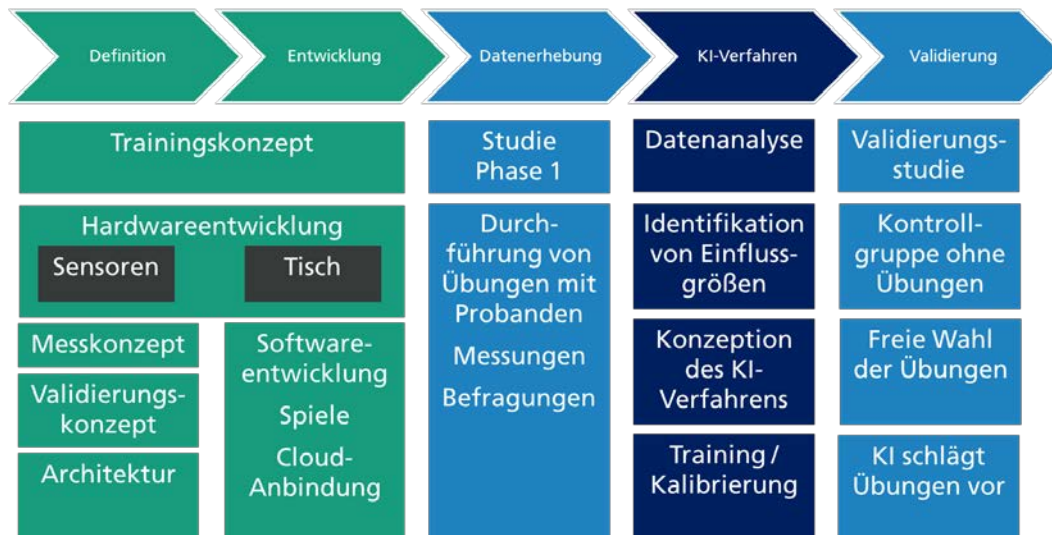 Definition
Entwicklung
Datenerhebung
KI-Verfahren
Validierung
Trainingskonzept
Hardwareentwicklung
Sensoren
Tisch
Messkonzept
Validierungs-
konzept
Architektur
Software-
entwicklung
Spiele
Cloud-
Anbindung
Studie
Phase 1
Durch-
führung von
Übungen mit
Probanden
Messungen
Befragungen
Datenanalyse
Identifikation
von Einfluss-
größen
Konzeption
des KI-
Verfahrens
Training /
Kalibrierung
Validierungs-
studie
Kontroll-
gruppe ohne
Übungen
Freie Wahl
der Übungen
KI schlägt
Übungen vor